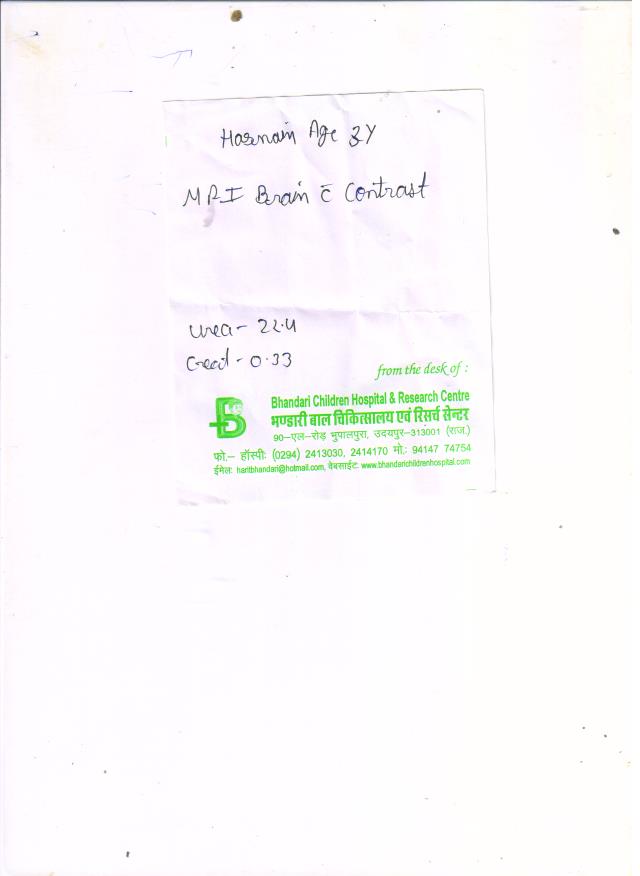 Hasnain Age 3Y
MRI Brain c̄ Contrast
Urea - 22.4
Creat - 0.33
from the desk of :
Bhandari Children Hospital & Research Centre
भण्डारी बाल चिकित्सालय एवं रिसर्च सेन्टर
90-एल-रोड़ भुपालपुरा, उदयपुर-313001 (राज.)
फो.- हॉस्पी: (0294) 2413030, 2414170 मो.: 94147 74754
ईमेल: haritbhandari@hotmail.com, वेबसाईट: www.bhandarichildrenhospital.com